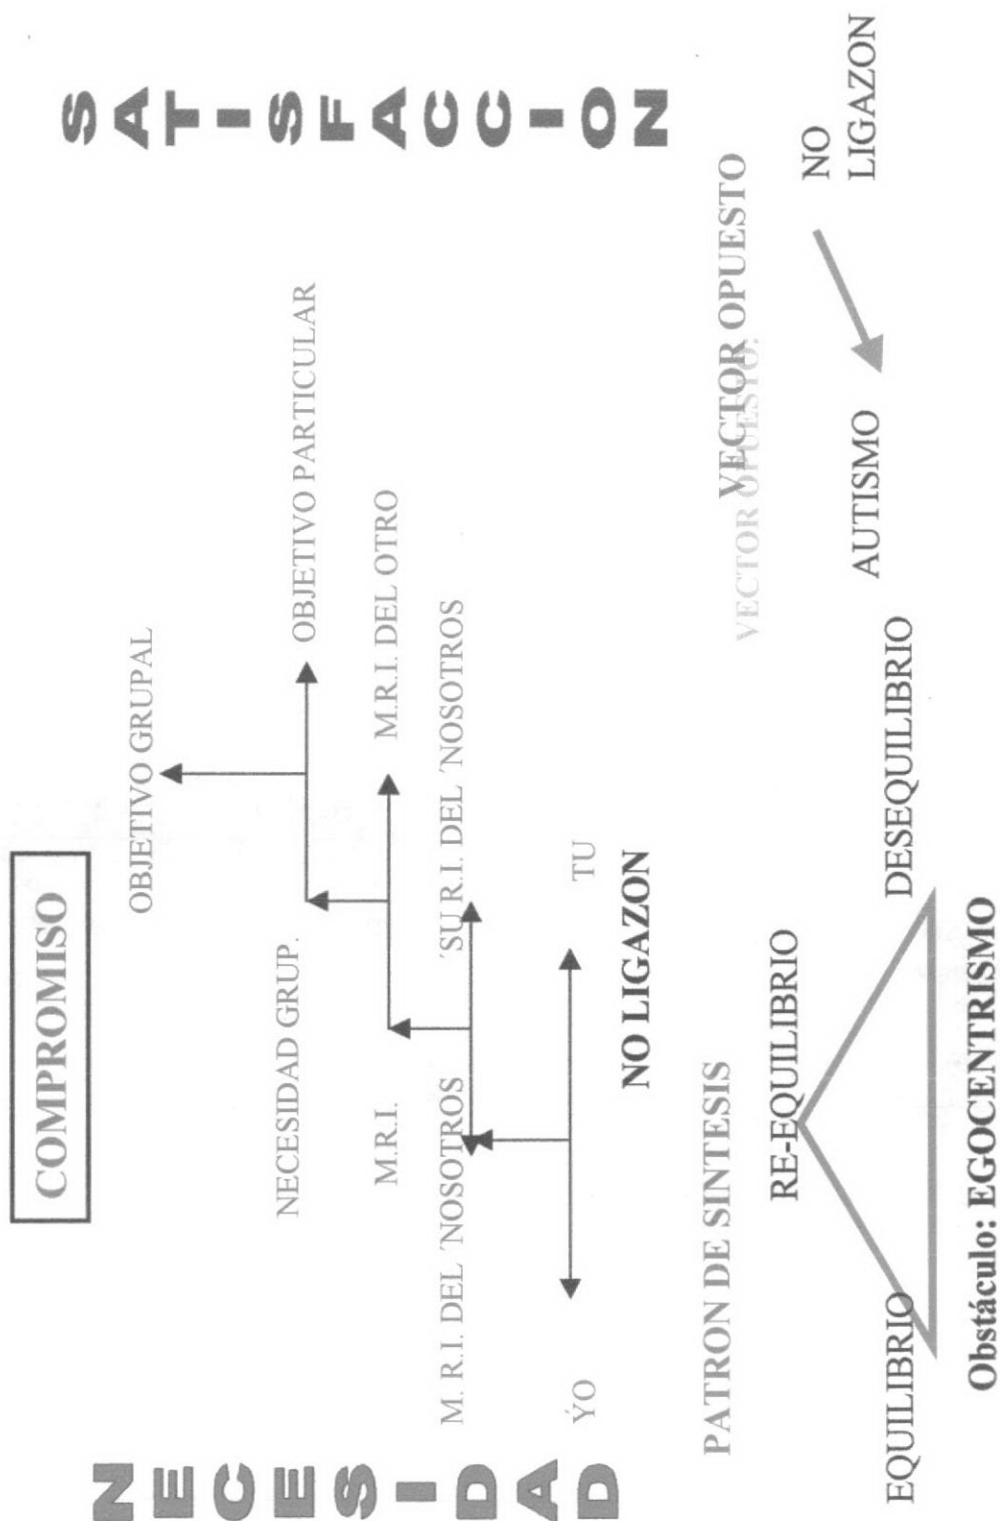 COMPROMISO
NECESIDAD
SATISFACCION
OBJETIVO GRUPAL
NECESIDAD GRUP.
OBJETIVO PARTICULAR
M.R.I.
M.R.I. DEL OTRO
M. R.I. DEL ´NOSOTROS
´SU R.I. DEL ´NOSOTROS
ÝO
TU
NO LIGAZON
PATRON DE SINTESIS
VECTOR OPUESTO
VECTOR OPUESTO:
RE-EQUILIBRIO
NO
LIGAZON
EQUILIBRIO
DESEQUILIBRIO
AUTISMO
Obstáculo: EGOCENTRISMO